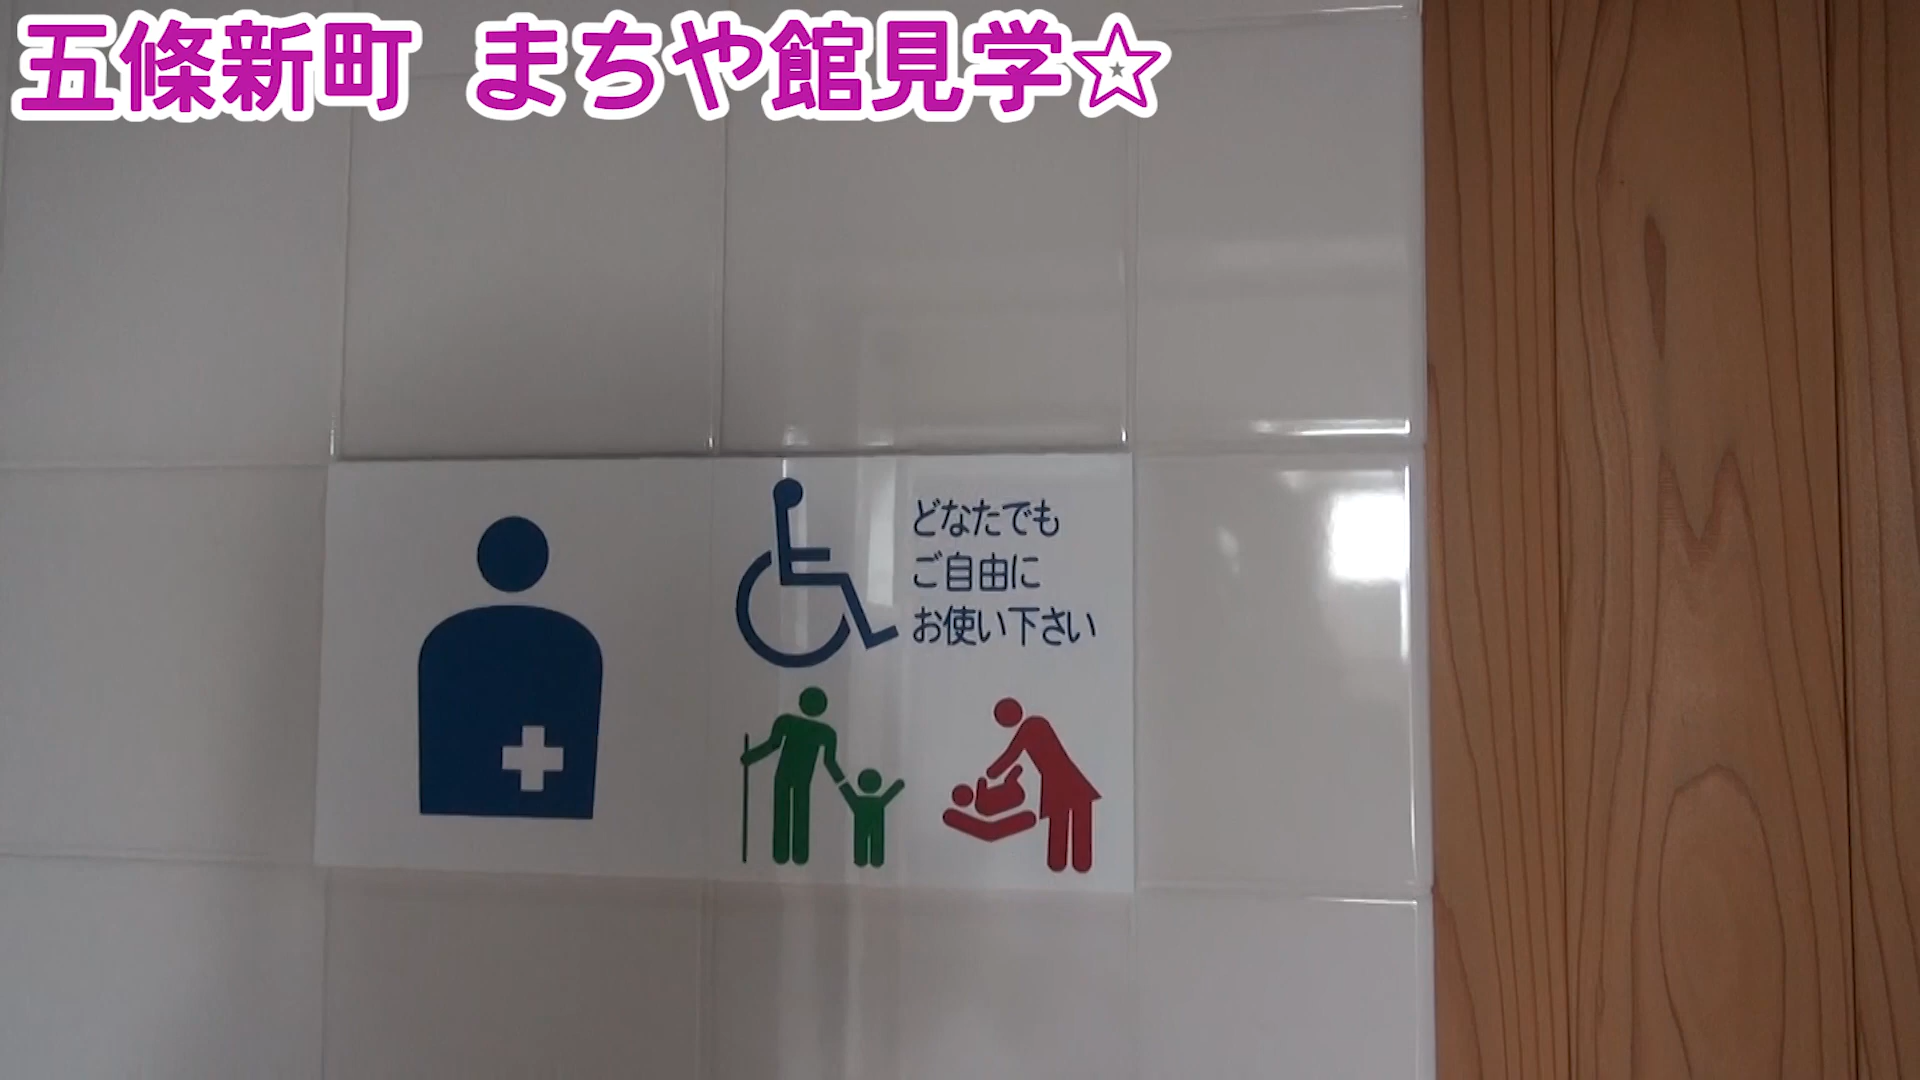 五條新町 まちや館見学☆
どなたでも
ご自由に
お使い下さい